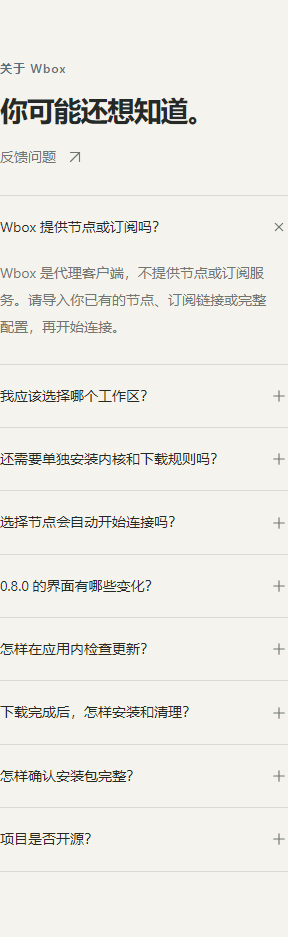 关于 Wbox
你可能还想知道。
反馈问题
Wbox 提供节点或订阅吗？
Wbox 是代理客户端，不提供节点或订阅服
务。请导入你已有的节点、订阅链接或完整
配置，再开始连接。
我应该选择哪个工作区？
还需要单独安装内核和下载规则吗？
选择节点会自动开始连接吗？
0.8.0 的界面有哪些变化？
怎样在应用内检查更新？
下载完成后，怎样安装和清理？
怎样确认安装包完整？
项目是否开源？